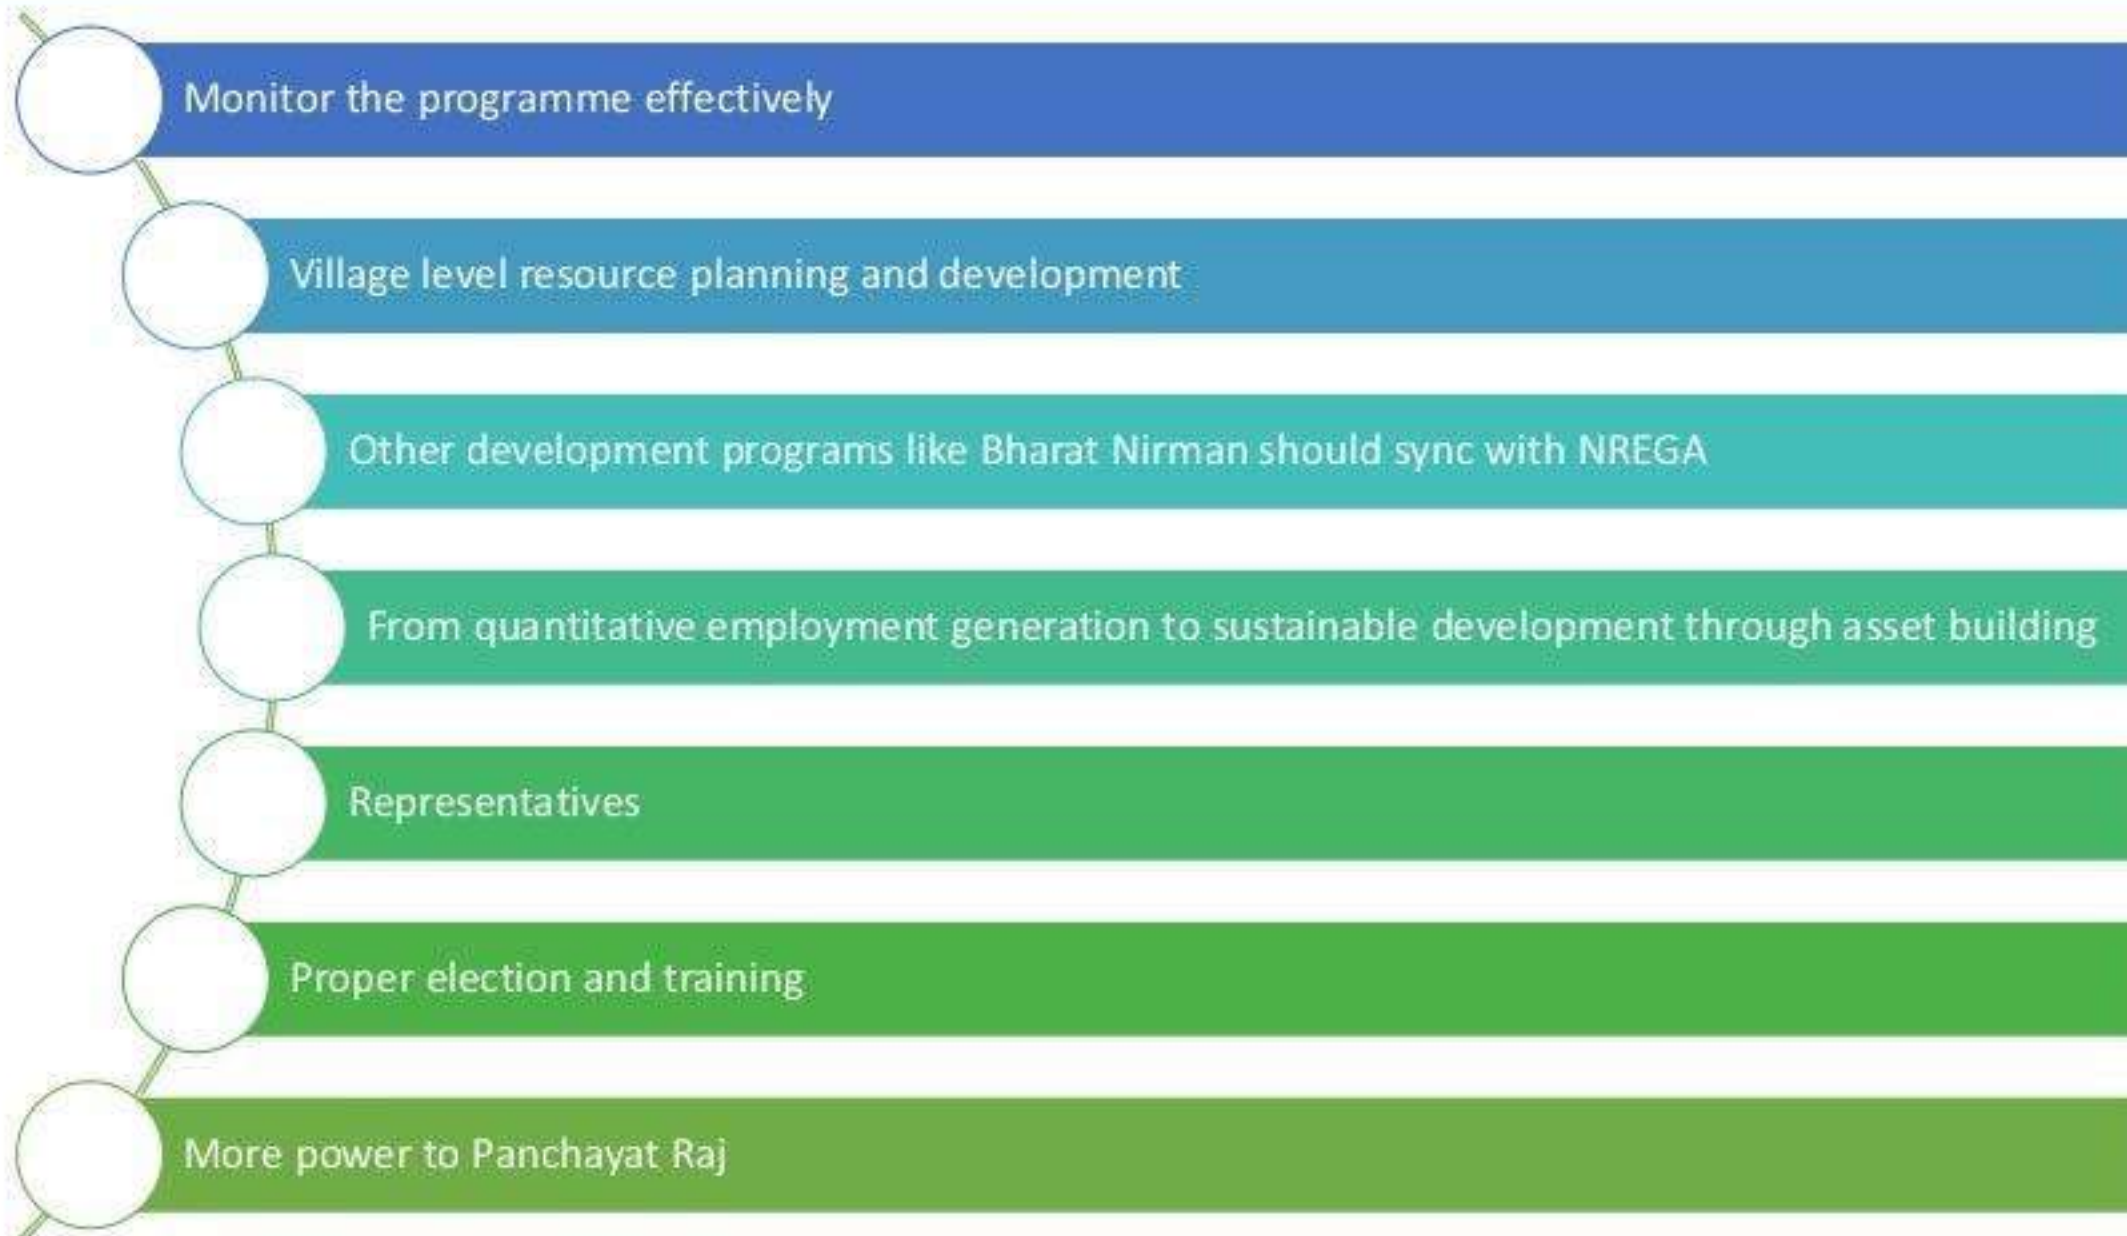 Monitor the programme effectively
Village level resource planning and development
Other development programs like Bharat Nirman should sync with NREGA
From quantitative employment generation to sustainable development through asset building
Representatives
Proper election and training
More power to Panchayat Raj